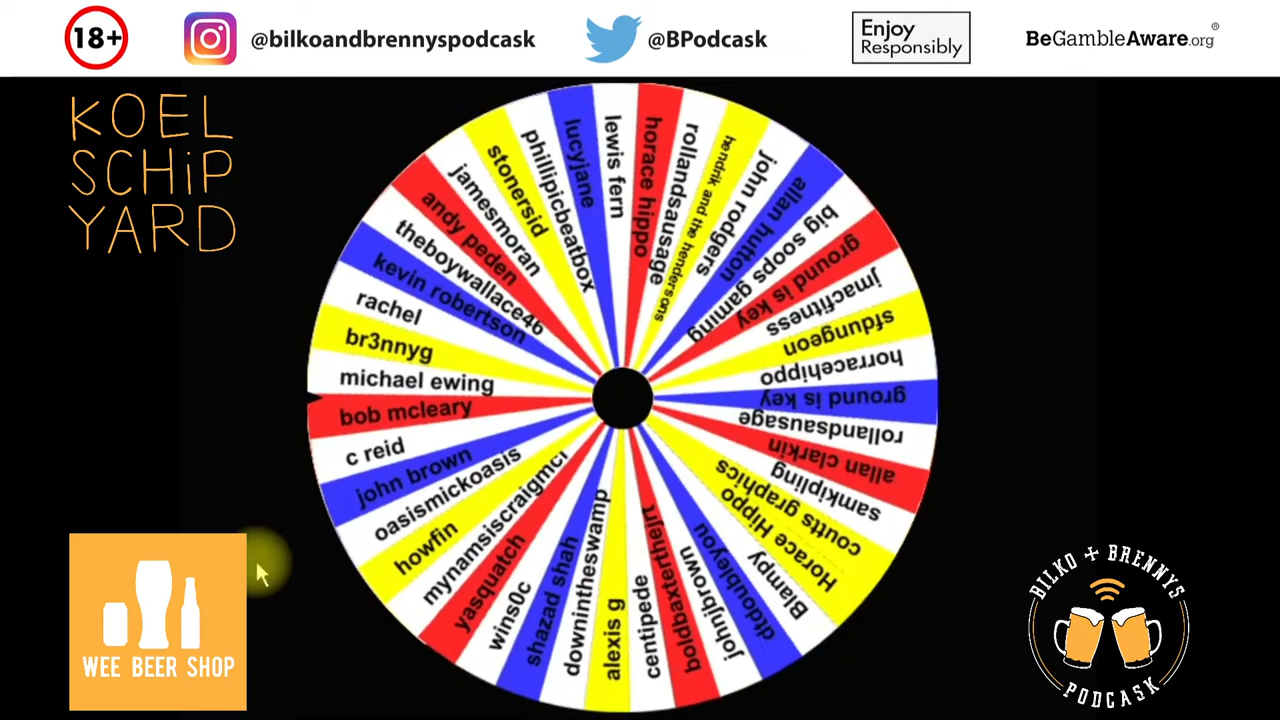 18+
@bilkoandbrennyspodcask
@BPodcask
Enjoy
Responsibly
BeGambleAware.org®
KOEL
SCHiP
YARD
lewis fern
horace hippo
rollandsausage
hendrik and the hendersons
john rodgers
allan hutton
big soops gaming
ground is key
jmacfitness
sfdungeon
horracehippo
ground is key
rollandsausage
allan clarkin
samkipling
coutts graphics
Horace Hippo
Blampy
dtdoubleyou
johnjbrown
boldbaxterthejrt
centipede
alexis g
downintheswamp
shazad shah
wins0c
yasquatch
mynamsiscraigmci
howfin
oasismickoasis
john brown
c reid
bob mcleary
michael ewing
br3nnyg
rachel
kevin robertson
theboywallace46
andy peden
jamesmoran
stonersid
phillipicbeatbox
lucyjane
WEE BEER SHOP
BILKO + BRENNYS
PODCASK